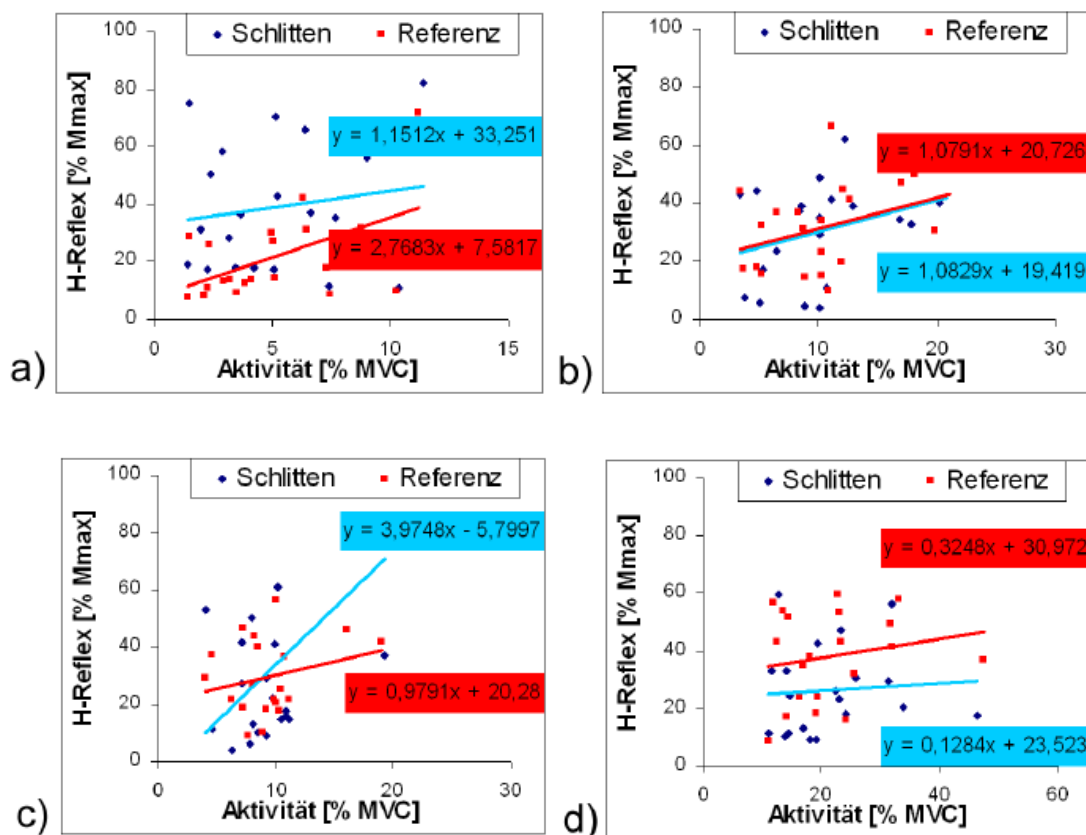 Schlitten Referenz
H-Reflex [% Mmax]
100
80
60
40
20
0
y = 1,1512x + 33,251
y = 2,7683x + 7,5817
0 5 10 15
Aktivität [% MVC]
a)
Schlitten Referenz
H-Reflex [% Mmax]
100
80
60
40
20
0
y = 1,0791x + 20,726
y = 1,0829x + 19,419
0 10 20 30
Aktivität [% MVC]
b)
Schlitten Referenz
H-Reflex [% Mmax]
100
80
60
40
20
0
y = 3,9748x - 5,7997
y = 0,9791x + 20,28
0 10 20 30
Aktivität [% MVC]
c)
Schlitten Referenz
H-Reflex [% Mmax]
100
80
60
40
20
0
y = 0,3248x + 30,972
y = 0,1284x + 23,523
0 20 40 60
Aktivität [% MVC]
d)